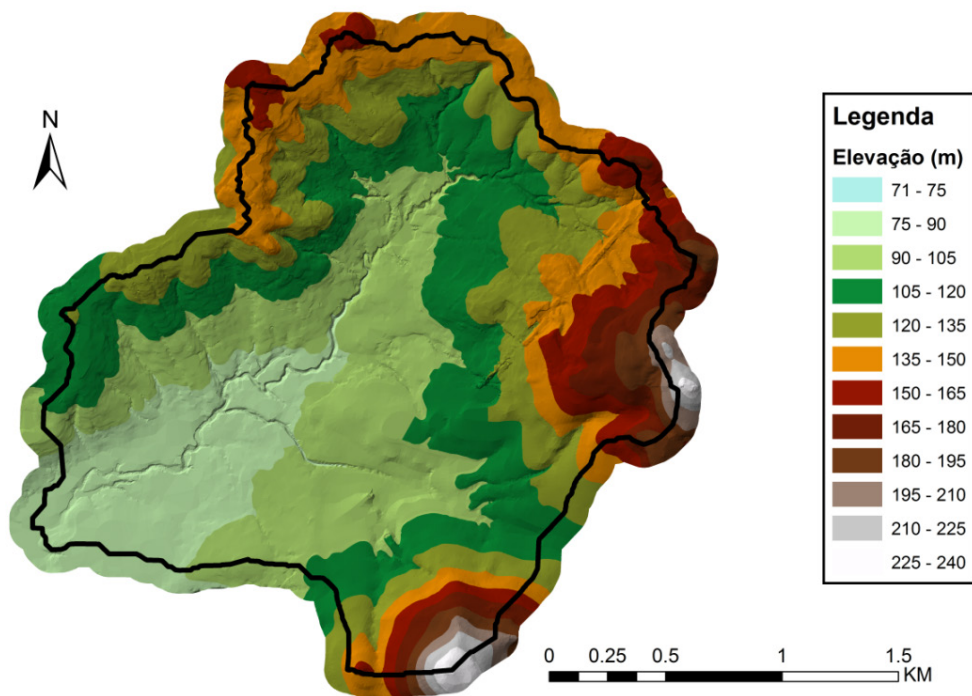 N
Legenda
Elevação (m)
71 - 75
75 - 90
90 - 105
105 - 120
120 - 135
135 - 150
150 - 165
165 - 180
180 - 195
195 - 210
210 - 225
225 - 240
0 0.25 0.5 1 1.5
KM